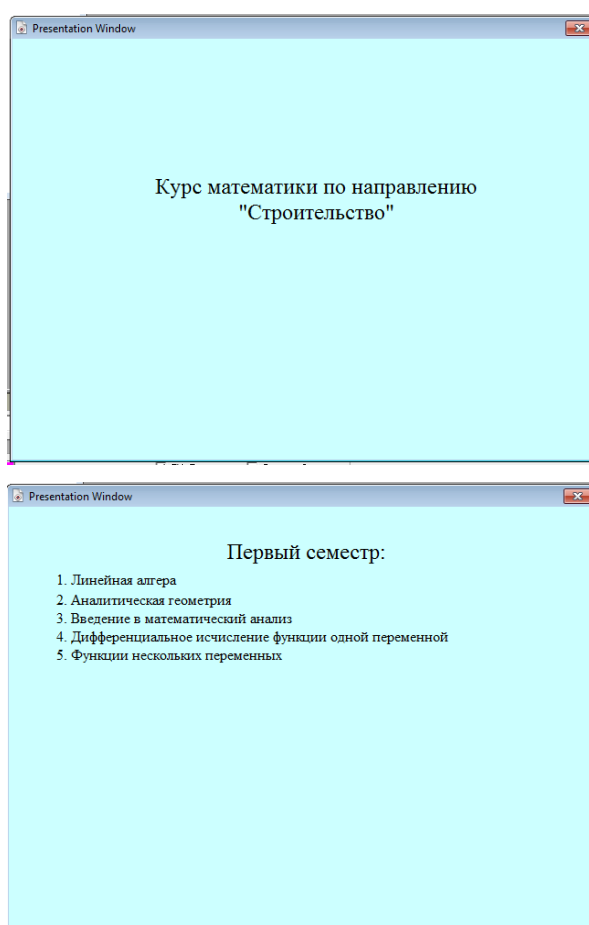 Presentation Window
Курс математики по направлению
"Строительство"
Presentation Window
Первый семестр:
1. Линейная алгера
2. Аналитическая геометрия
3. Введение в математический анализ
4. Дифференциальное исчисление функции одной переменной
5. Функции нескольких переменных